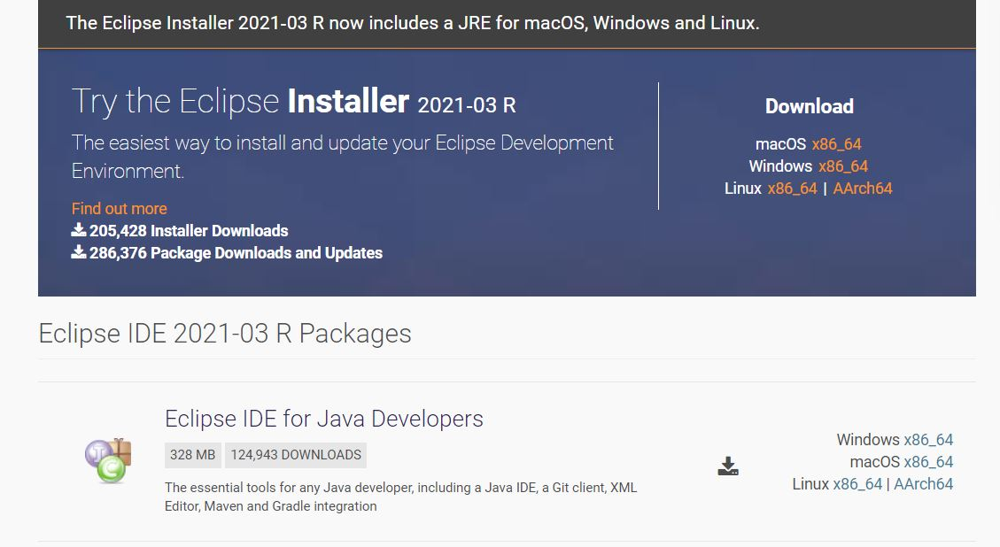 The Eclipse Installer 2021-03 R now includes a JRE for macOS, Windows and Linux.
Try the Eclipse Installer 2021-03 R
The easiest way to install and update your Eclipse Development
Environment.
Find out more
205,428 Installer Downloads
286,376 Package Downloads and Updates
Download
macOS x86_64
Windows x86_64
Linux x86_64 | AArch64
Eclipse IDE 2021-03 R Packages
Eclipse IDE for Java Developers
328 MB 124,943 DOWNLOADS
The essential tools for any Java developer, including a Java IDE, a Git client, XML
Editor, Maven and Gradle integration
Windows x86_64
macOS x86_64
Linux x86_64 | AArch64